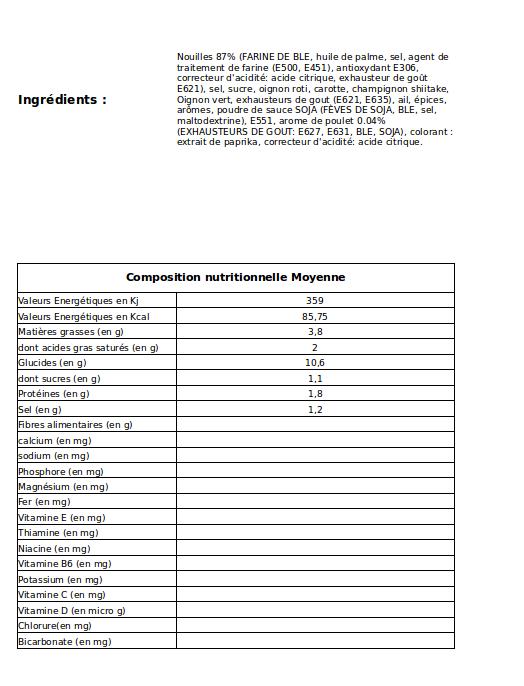 Nouilles 87% (FARINE DE BLE, huile de palme, sel, agent de
traitement de farine (E500, E451), antioxydant E306,
correcteur d'acidité: acide citrique, exhausteur de goût
E621), sel, sucre, oignon roti, carotte, champignon shiitake,
Ingrédients :
Oignon vert, exhausteurs de gout (E621, E635), ail, épices,
arômes, poudre de sauce SOJA (FÈVES DE SOJA, BLE, sel,
maltodextrine), E551, arome de poulet 0.04%
(EXHAUSTEURS DE GOUT: E627, E631, BLE, SOJA), colorant :
extrait de paprika, correcteur d'acidité: acide citrique.
Composition nutritionnelle Moyenne
Valeurs Energétiques en Kj 359
Valeurs Energétiques en Kcal 85,75
Matières grasses (en g) 3,8
dont acides gras saturés (en g) 2
Glucides (en g) 10,6
dont sucres (en g) 1,1
Protéines (en g) 1,8
Sel (en g) 1,2
Fibres alimentaires (en g)
calcium (en mg)
sodium (en mg)
Phosphore (en mg)
Magnésium (en mg)
Fer (en mg)
Vitamine E (en mg)
Thiamine (en mg)
Niacine (en mg)
Vitamine B6 (en mg)
Potassium (en mg)
Vitamine C (en mg)
Vitamine D (en micro g)
Chlorure(en mg)
Bicarbonate (en mg)